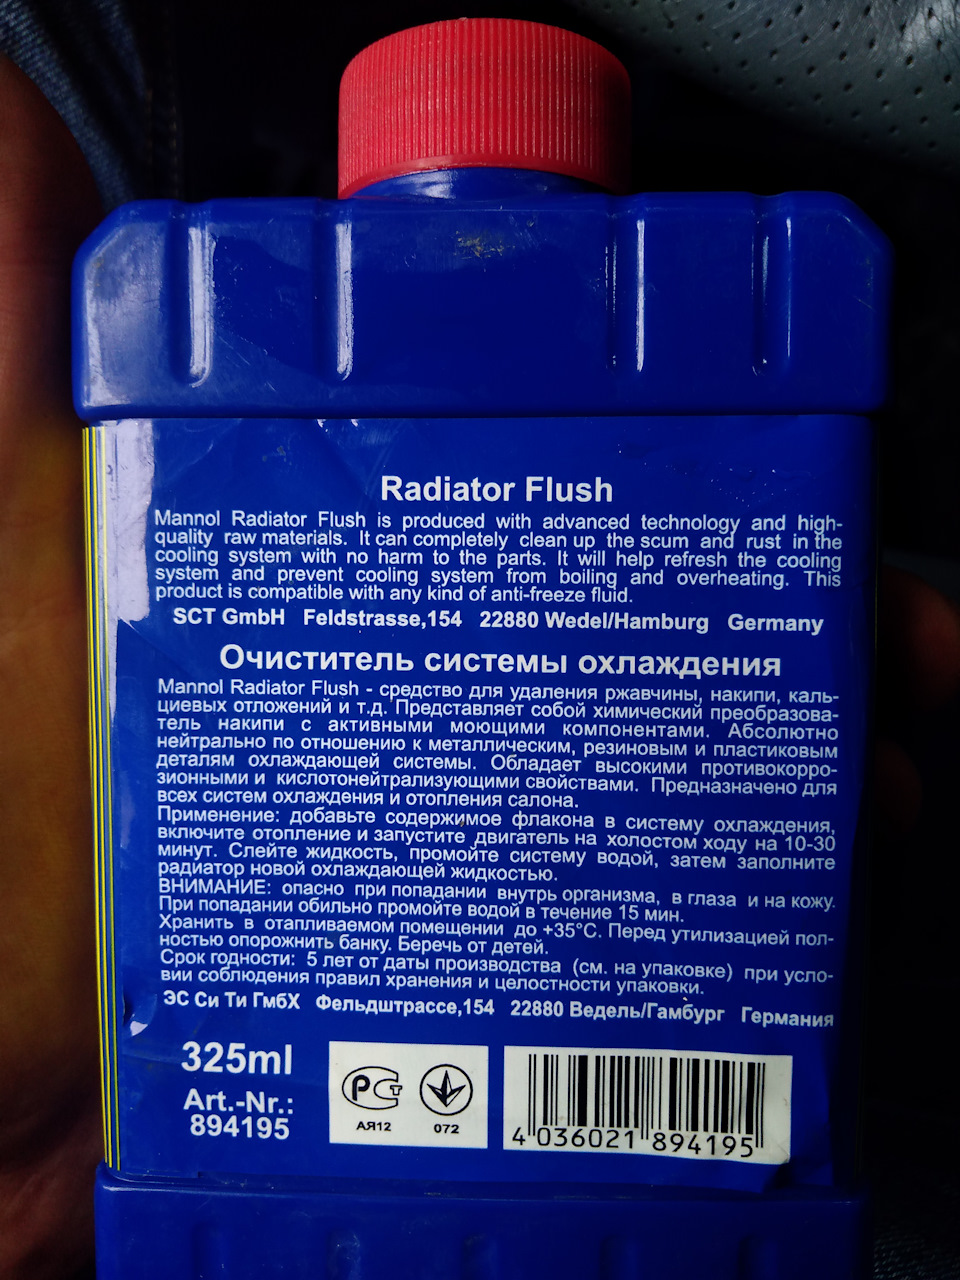 Radiator Flush
Mannol Radiator Flush is produced with advanced technology and high-
quality raw materials. It can completely clean up the scum and rust in the
cooling system with no harm to the parts. It will help refresh the cooling
system and prevent cooling system from boiling and overheating. This
product is compatible with any kind of anti-freeze fluid.
SCT GmbH Feldstrasse,154 22880 Wedel/Hamburg Germany
Очиститель системы охлаждения
Mannol Radiator Flush - средство для удаления ржавчины, накипи, каль-
циевых отложений и т.д. Представляет собой химический преобразова-
тель накипи с активными моющими компонентами. Абсолютно
нейтрально по отношению к металлическим, резиновым и пластиковым
деталям охлаждающей системы. Обладает высокими противокорро-
зионными и кислотонейтрализующими свойствами. Предназначено для
всех систем охлаждения и отопления салона.
Применение: добавьте содержимое флакона в систему охлаждения,
включите отопление и запустите двигатель на холостом ходу на 10-30
минут. Слейте жидкость, промойте систему водой, затем заполните
радиатор новой охлаждающей жидкостью.
ВНИМАНИЕ: опасно при попадании внутрь организма, в глаза и на кожу.
При попадании обильно промойте водой в течение 15 мин.
Хранить в отапливаемом помещении до +35°С. Перед утилизацией пол-
ностью опорожнить банку. Беречь от детей.
Срок годности: 5 лет от даты производства (см. на упаковке) при усло-
вии соблюдения правил хранения и целостности упаковки.
ЭС Си Ти ГмбХ Фельдштрассе,154 22880 Ведель/Гамбург Германия
325ml
Art.-Nr.:
894195
РСТ
АЯ12 072
4 036021 894195